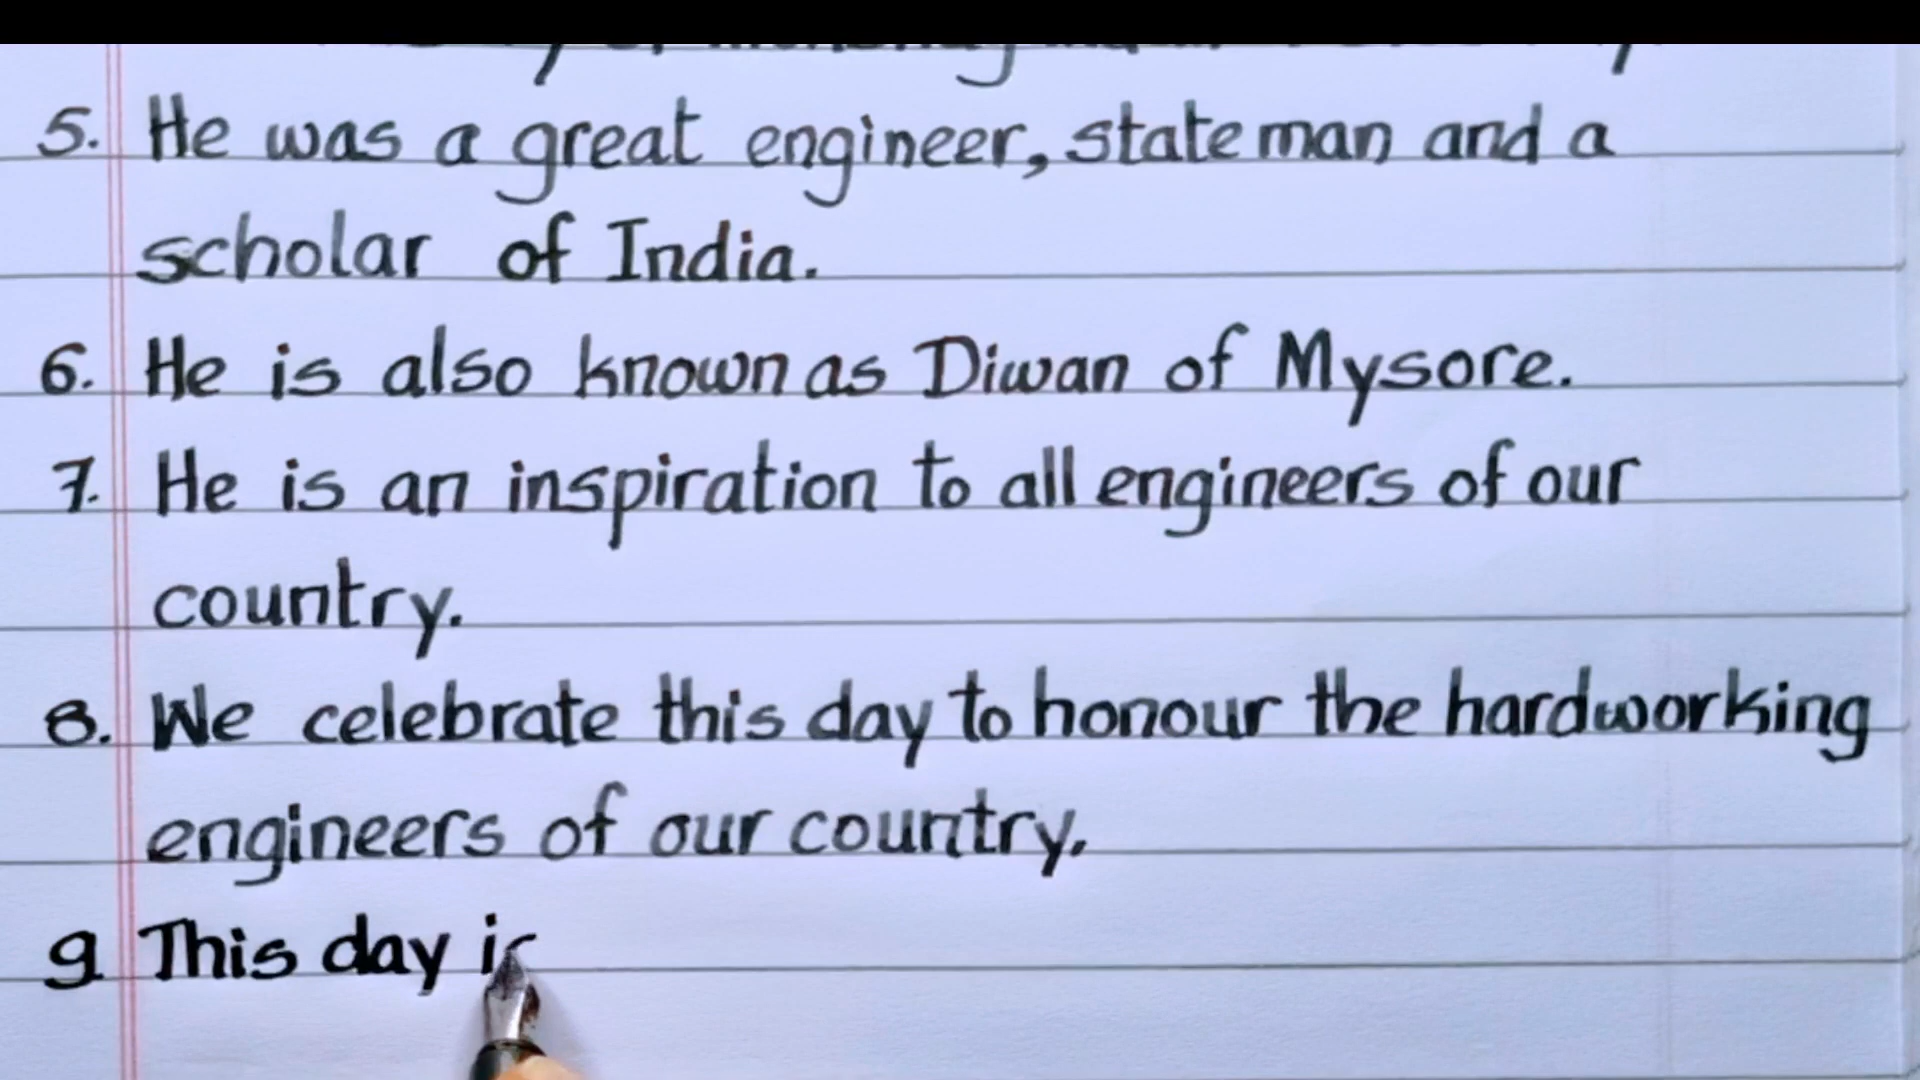 5. He was a great engineer, state man and a
scholar of India.
6. He is also known as Diwan of Mysore.
7. He is an inspiration to all engineers of our
country.
8. We celebrate this day to honour the hardworking
engineers of our country.
9 This day